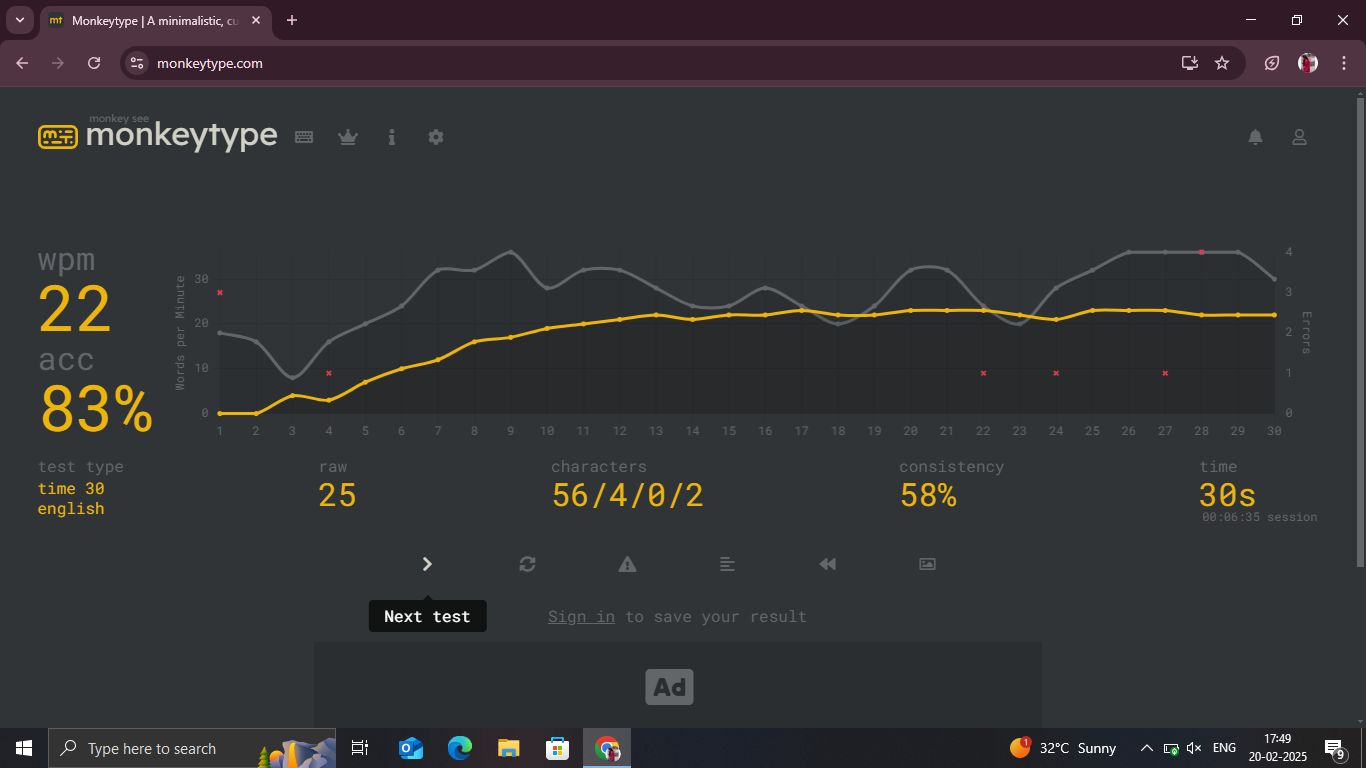 Monkeytype | A minimalistic, cu
monkeytype.com
monkey see
monkeytype
wpm
22
acc
83%
Words per Minute
30
20
10
0
4
3
2
1
0
Errors
1 2 3 4 5 6 7 8 9 10 11 12 13 14 15 16 17 18 19 20 21 22 23 24 25 26 27 28 29 30
test type
time 30
english
raw
25
characters
56/4/0/2
consistency
58%
time
30s
00:06:35 session
Next test
Sign in to save your result
Ad
Type here to search
1
32°C Sunny
ENG
17:49
20-02-2025
9